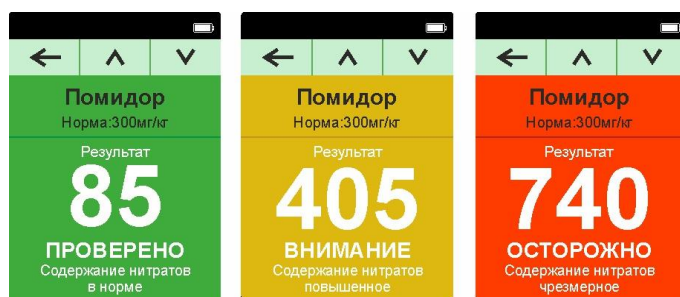 Помидор
Норма:300мг/кг
Результат
85
ПРОВЕРЕНО
Содержание нитратов
в норме
Помидор
Норма:300мг/кг
Результат
405
ВНИМАНИЕ
Содержание нитратов
повышенное
Помидор
Норма:300мг/кг
Результат
740
ОСТОРОЖНО
Содержание нитратов
чрезмерное